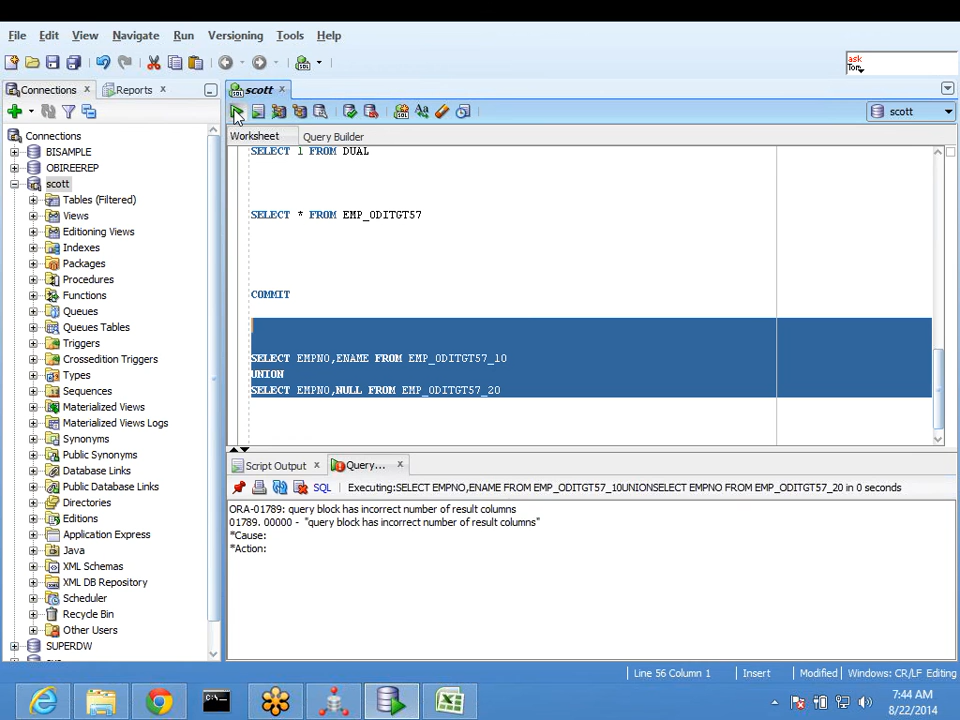 File Edit View Navigate Run Versioning Tools Help
ask
Tom
Connections Reports scott
scott
Worksheet Query Builder
Connections
BISAMPLE
OBIREEREP
scott
Tables (Filtered)
Views
Editioning Views
Indexes
Packages
Procedures
Functions
Queues
Queues Tables
Triggers
Crossedition Triggers
Types
Sequences
Materialized Views
Materialized Views Logs
Synonyms
Public Synonyms
Database Links
Public Database Links
Directories
Editions
Application Express
Java
XML Schemas
XML DB Repository
Scheduler
Recycle Bin
Other Users
SUPERDW
SELECT 1 FROM DUAL
SELECT * FROM EMP_ODITGT57
COMMIT
SELECT EMPNO,ENAME FROM EMP_ODITGT57_10
UNION
SELECT EMPNO,NULL FROM EMP_ODITGT57_20
Script Output Query...
SQL Executing:SELECT EMPNO,ENAME FROM EMP_ODITGT57_10UNIONSELECT EMPNO FROM EMP_ODITGT57_20 in 0 seconds
ORA-01789: query block has incorrect number of result columns
01789. 00000 - "query block has incorrect number of result columns"
*Cause:
*Action:
Line 56 Column 1 Insert Modified Windows: CR/LF Editing
7:44 AM
8/22/2014